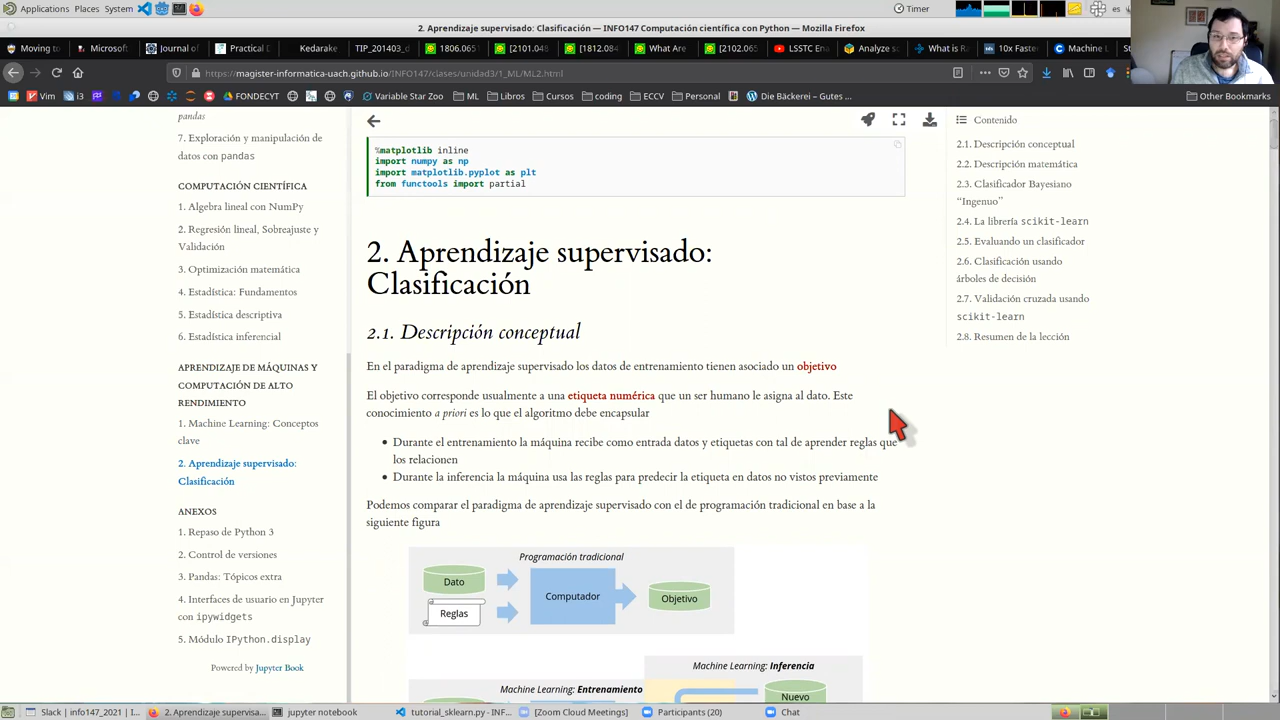 Applications Places System
Timer
es
2. Aprendizaje supervisado: Clasificación — INFO147 Computación científica con Python — Mozilla Firefox
Moving to
Microsoft
Journal of
Practical D
Kedarake
TIP_201403_d
1806.065
[2101.048
[1812.084
What Are
[2102.065
LSSTC Ena
Analyze s
What is Ra
10x Faster
Machine L
https://magister-informatica-uach.github.io/INFO147/clases/unidad3/1_ML/ML2.html
Vim
i3
FONDECYT
Variable Star Zoo
ML
Libros
Cursos
coding
ECCV
Personal
Die Bäckerei – Gutes ...
Other Bookmarks
pandas
7. Exploración y manipulación de
datos con pandas
COMPUTACIÓN CIENTÍFICA
1. Algebra lineal con NumPy
2. Regresión lineal, Sobreajuste y
Validación
3. Optimización matemática
4. Estadística: Fundamentos
5. Estadística descriptiva
6. Estadística inferencial
APRENDIZAJE DE MÁQUINAS Y
COMPUTACIÓN DE ALTO
RENDIMIENTO
1. Machine Learning: Conceptos
clave
2. Aprendizaje supervisado:
Clasificación
ANEXOS
1. Repaso de Python 3
2. Control de versiones
3. Pandas: Tópicos extra
4. Interfaces de usuario en Jupyter
con ipywidgets
5. Módulo IPython.display
Powered by Jupyter Book
%matplotlib inline
import numpy as np
import matplotlib.pyplot as plt
from functools import partial
2. Aprendizaje supervisado:
Clasificación
2.1. Descripción conceptual
En el paradigma de aprendizaje supervisado los datos de entrenamiento tienen asociado un objetivo
El objetivo corresponde usualmente a una etiqueta numérica que un ser humano le asigna al dato. Este
conocimiento a priori es lo que el algoritmo debe encapsular
• Durante el entrenamiento la máquina recibe como entrada datos y etiquetas con tal de aprender reglas que
los relacionen
• Durante la inferencia la máquina usa las reglas para predecir la etiqueta en datos no vistos previamente
Podemos comparar el paradigma de aprendizaje supervisado con el de programación tradicional en base a la
siguiente figura
Programación tradicional
Dato
Reglas
Computador
Objetivo
Machine Learning: Inferencia
Machine Learning: Entrenamiento
Nuevo
Contenido
2.1. Descripción conceptual
2.2. Descripción matemática
2.3. Clasificador Bayesiano
“Ingenuo”
2.4. La librería scikit-learn
2.5. Evaluando un clasificador
2.6. Clasificación usando
árboles de decisión
2.7. Validación cruzada usando
scikit-learn
2.8. Resumen de la lección
Slack | info147_2021 | I...
2. Aprendizaje supervisa...
jupyter notebook
tutorial_sklearn.py - INF...
[Zoom Cloud Meetings]
Participants (20)
Chat